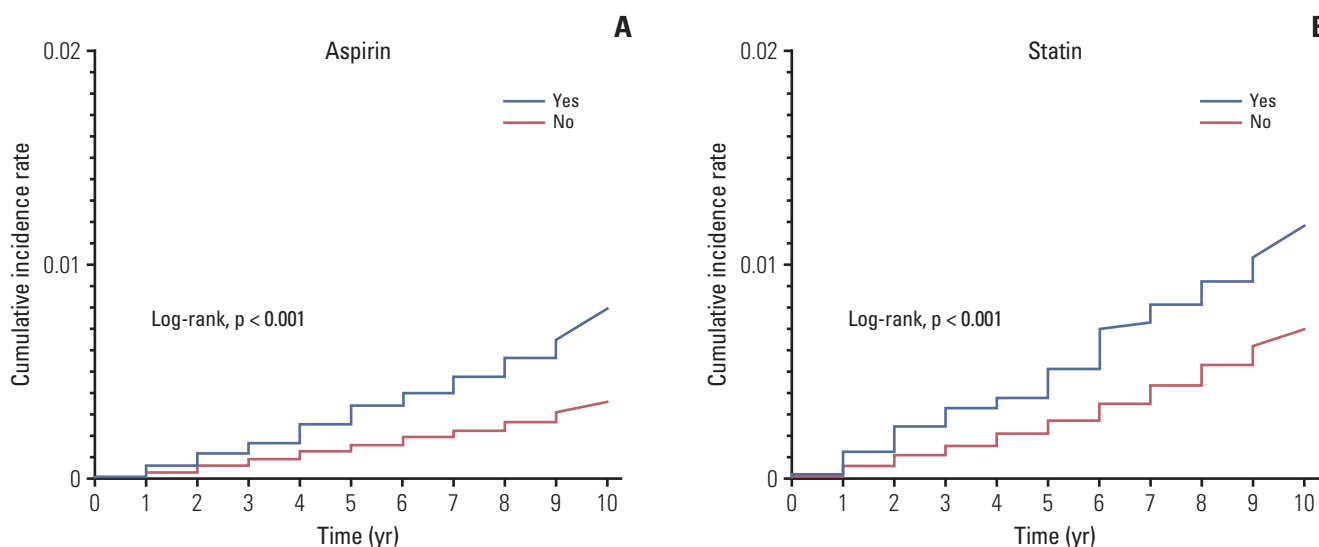 A
Aspirin
0.02
0.01
0
Cumulative incidence rate
Yes
No
Log-rank, p < 0.001
0 1 2 3 4 5 6 7 8 9 10
Time (yr)
Statin
0.02
0.01
0
Cumulative incidence rate
Yes
No
Log-rank, p < 0.001
0 1 2 3 4 5 6 7 8 9 10
Time (yr)